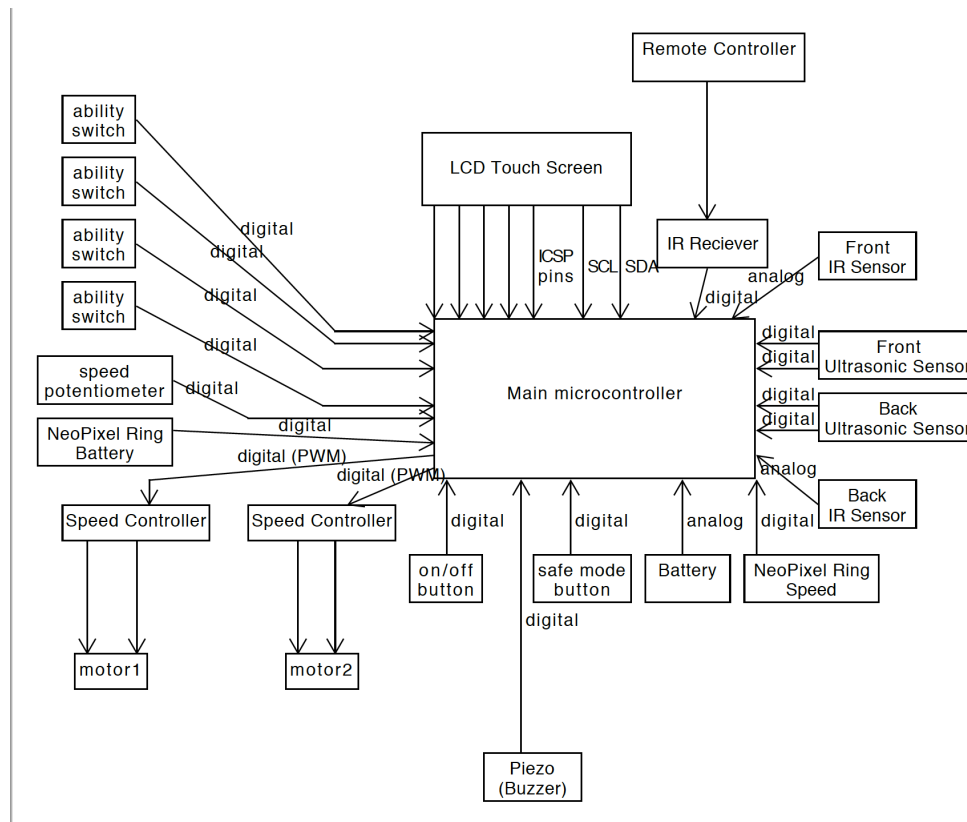 Remote Controller
ability
switch
ability
switch
ability
switch
ability
switch
LCD Touch Screen
IR Reciever
Front
IR Sensor
digital
digital
digital
digital
ICSP
pins
SCL
SDA
digital
analog
speed
potentiometer
digital
NeoPixel Ring
Battery
digital
Main microcontroller
digital
digital
Front
Ultrasonic Sensor
digital
digital
Back
Ultrasonic Sensor
analog
Back
IR Sensor
digital (PWM)
digital (PWM)
Speed Controller
Speed Controller
digital
digital
analog
digital
on/off
button
safe mode
button
Battery
NeoPixel Ring
Speed
digital
motor1
motor2
Piezo
(Buzzer)